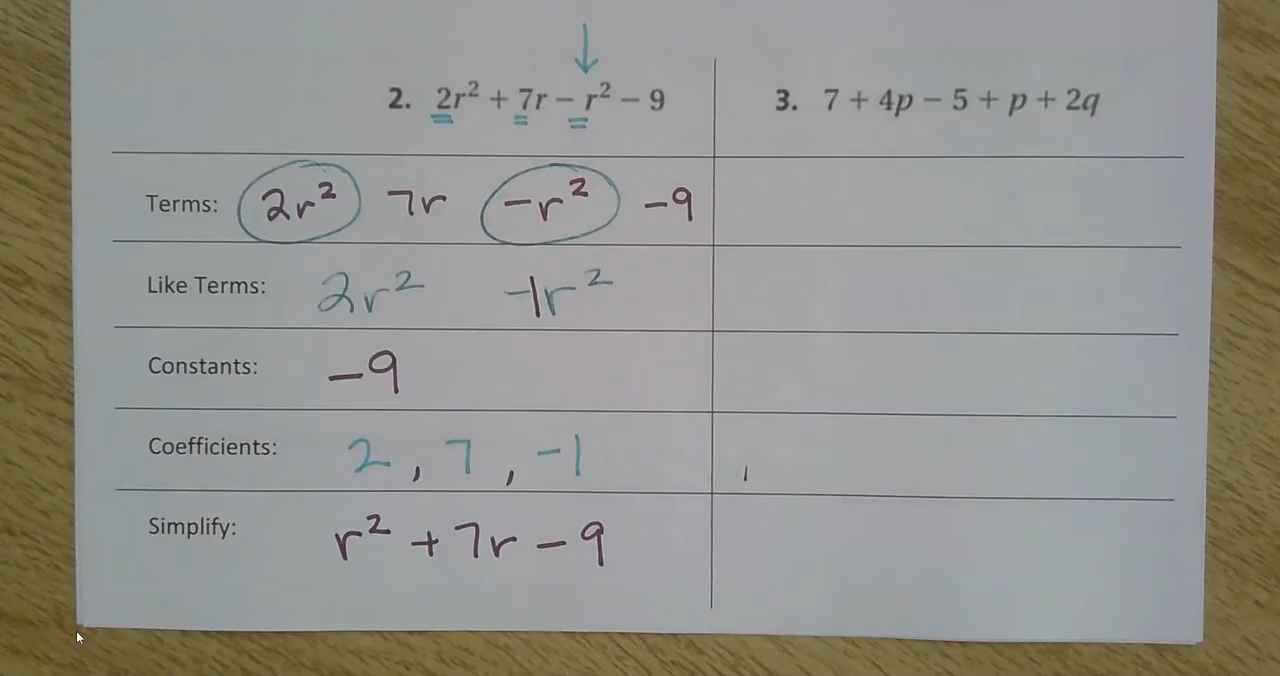 2. 2r² + 7r − r² − 9
3. 7 + 4p − 5 + p + 2q
Terms: 2r² 7r −r² −9
Like Terms: 2r² −1r²
Constants: −9
Coefficients: 2 , 7 , −1
Simplify: r² + 7r − 9